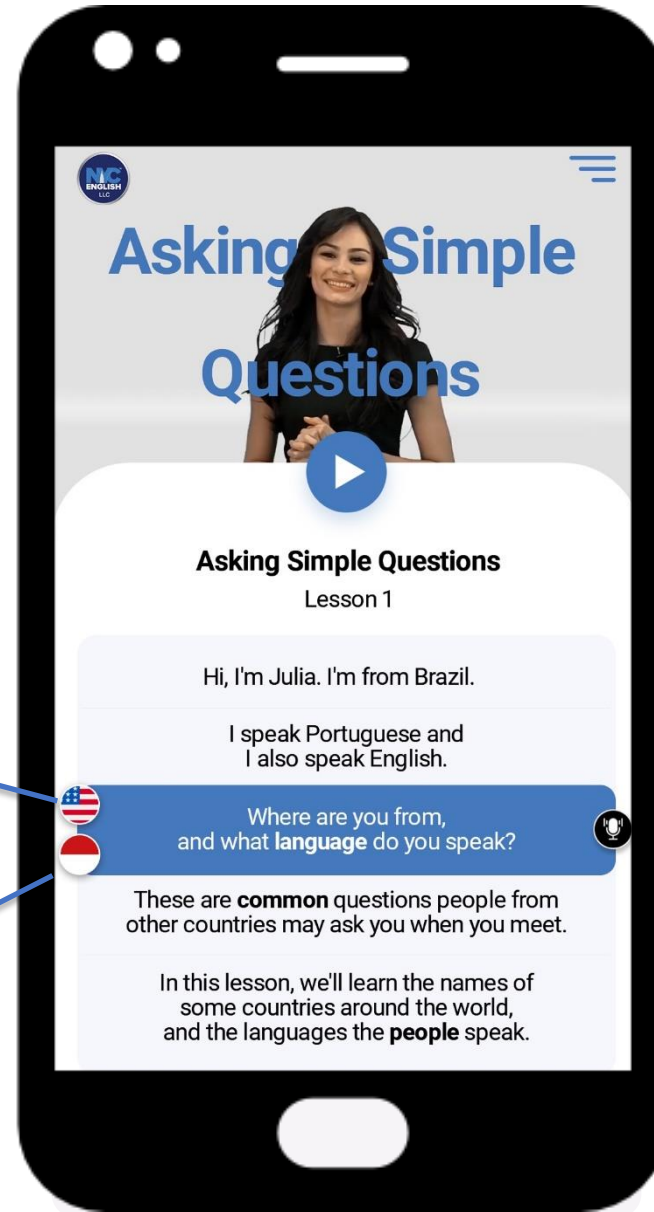 NYC
ENGLISH
LLC
Asking Simple
Questions
Asking Simple Questions
Lesson 1
Hi, I'm Julia. I'm from Brazil.
I speak Portuguese and
I also speak English.
Where are you from,
and what language do you speak?
These are common questions people from
other countries may ask you when you meet.
In this lesson, we'll learn the names of
some countries around the world,
and the languages the people speak.